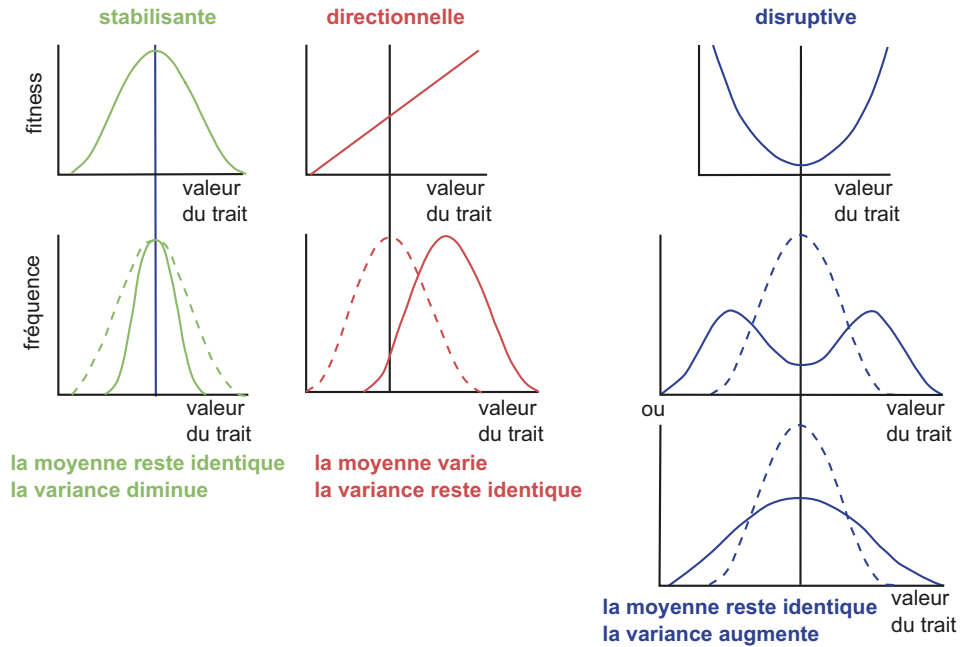 stabilisante
directionnelle
disruptive
fitness
valeur
du trait
valeur
du trait
valeur
du trait
fréquence
valeur
du trait
valeur
du trait
ou
valeur
du trait
la moyenne reste identique
la variance diminue
la moyenne varie
la variance reste identique
valeur
du trait
la moyenne reste identique
la variance augmente